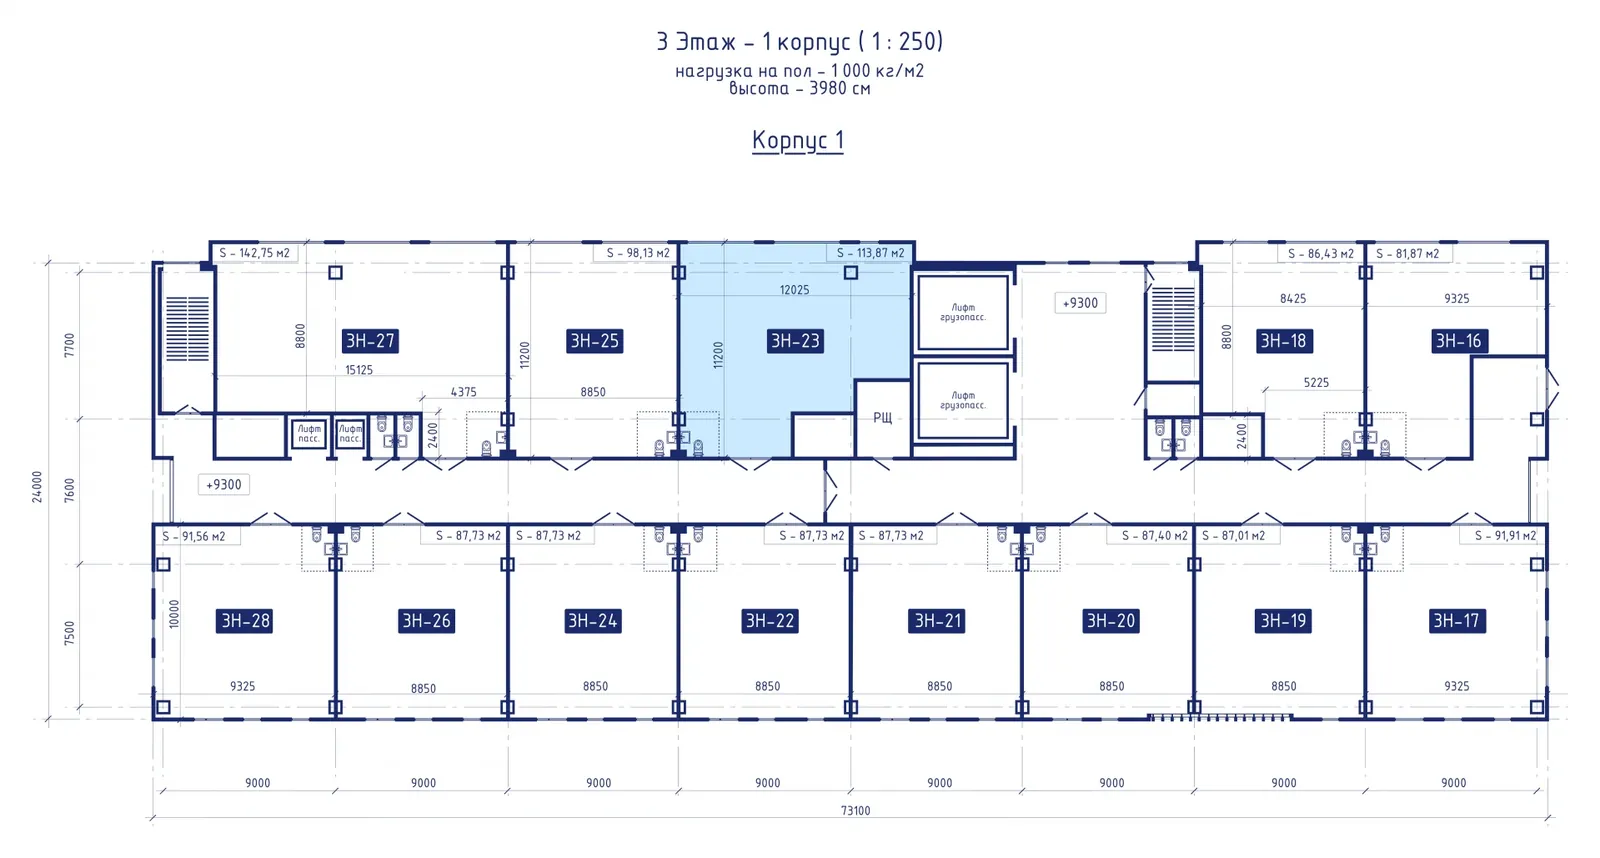 3 Этаж – 1 корпус ( 1 : 250)
нагрузка на пол – 1 000 кг/м2
высота – 3980 см
Корпус 1
S – 142,75 м2
S – 98,13 м2
S – 113,87 м2
S – 86,43 м2
S – 81,87 м2
12025
8425
9325
Лифт
грузопасс.
+9300
7700
8800
3Н-27
11200
3Н-25
11200
3Н-23
8800
3Н-18
3Н-16
15125
4375
8850
5225
Лифт
грузопасс.
РЩ
Лифт
пасс.
Лифт
пасс.
2400
2400
24000
7600
+9300
S – 91,56 м2
S – 87,73 м2
S – 87,73 м2
S – 87,73 м2
S – 87,73 м2
S – 87,40 м2
S – 87,01 м2
S – 91,91 м2
7500
10000
3Н-28
3Н-26
3Н-24
3Н-22
3Н-21
3Н-20
3Н-19
3Н-17
9325
8850
8850
8850
8850
8850
8850
9325
9000
9000
9000
9000
9000
9000
9000
9000
73100